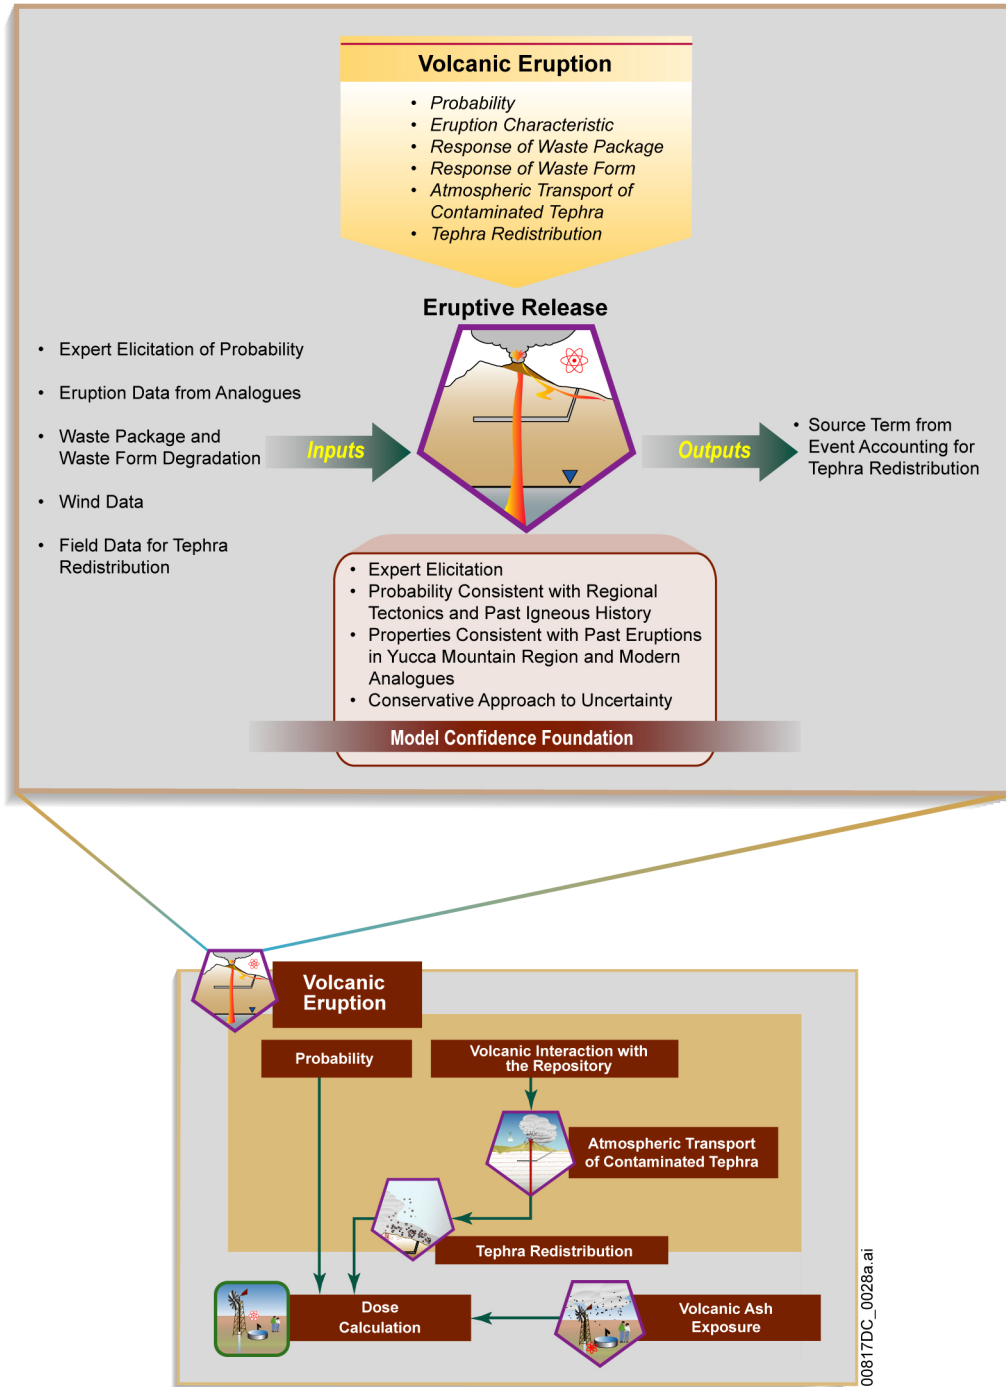 Volcanic Eruption
• Probability
• Eruption Characteristic
• Response of Waste Package
• Response of Waste Form
• Atmospheric Transport of
Contaminated Tephra
• Tephra Redistribution
Eruptive Release
• Expert Elicitation of Probability
• Eruption Data from Analogues
• Waste Package and
Waste Form Degradation
• Wind Data
• Field Data for Tephra
Redistribution
Inputs
Outputs
• Source Term from
Event Accounting for
Tephra Redistribution
• Expert Elicitation
• Probability Consistent with Regional
Tectonics and Past Igneous History
• Properties Consistent with Past Eruptions
in Yucca Mountain Region and Modern
Analogues
• Conservative Approach to Uncertainty
Model Confidence Foundation
Volcanic
Eruption
Probability
Volcanic Interaction with
the Repository
Atmospheric Transport
of Contaminated Tephra
Tephra Redistribution
Dose
Calculation
Volcanic Ash
Exposure
00817DC_0028a.ai